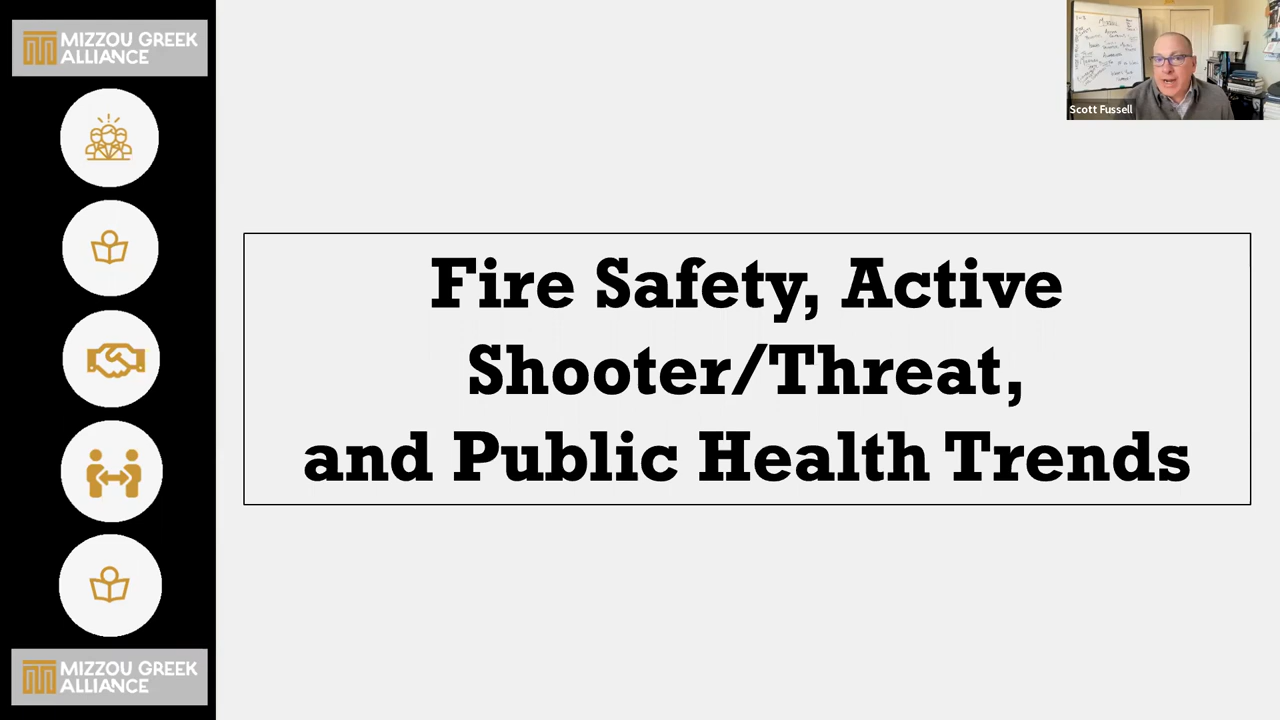 MIZZOU GREEK
ALLIANCE
Scott Fussell
Fire Safety, Active
Shooter/Threat,
and Public Health Trends
MIZZOU GREEK
ALLIANCE